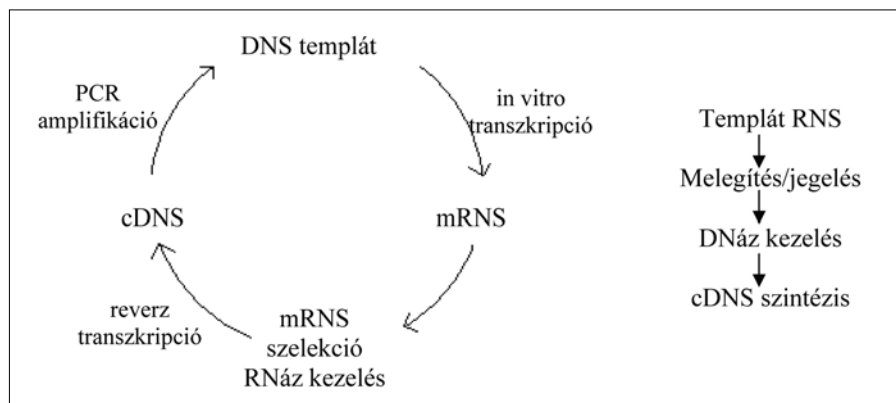 DNS templát
PCR
amplifikáció
in vitro
transzkripció
cDNS
mRNS
reverz
transzkripció
mRNS
szelekció
RNáz kezelés
Templát RNS
Melegítés/jegelés
DNáz kezelés
cDNS szintézis